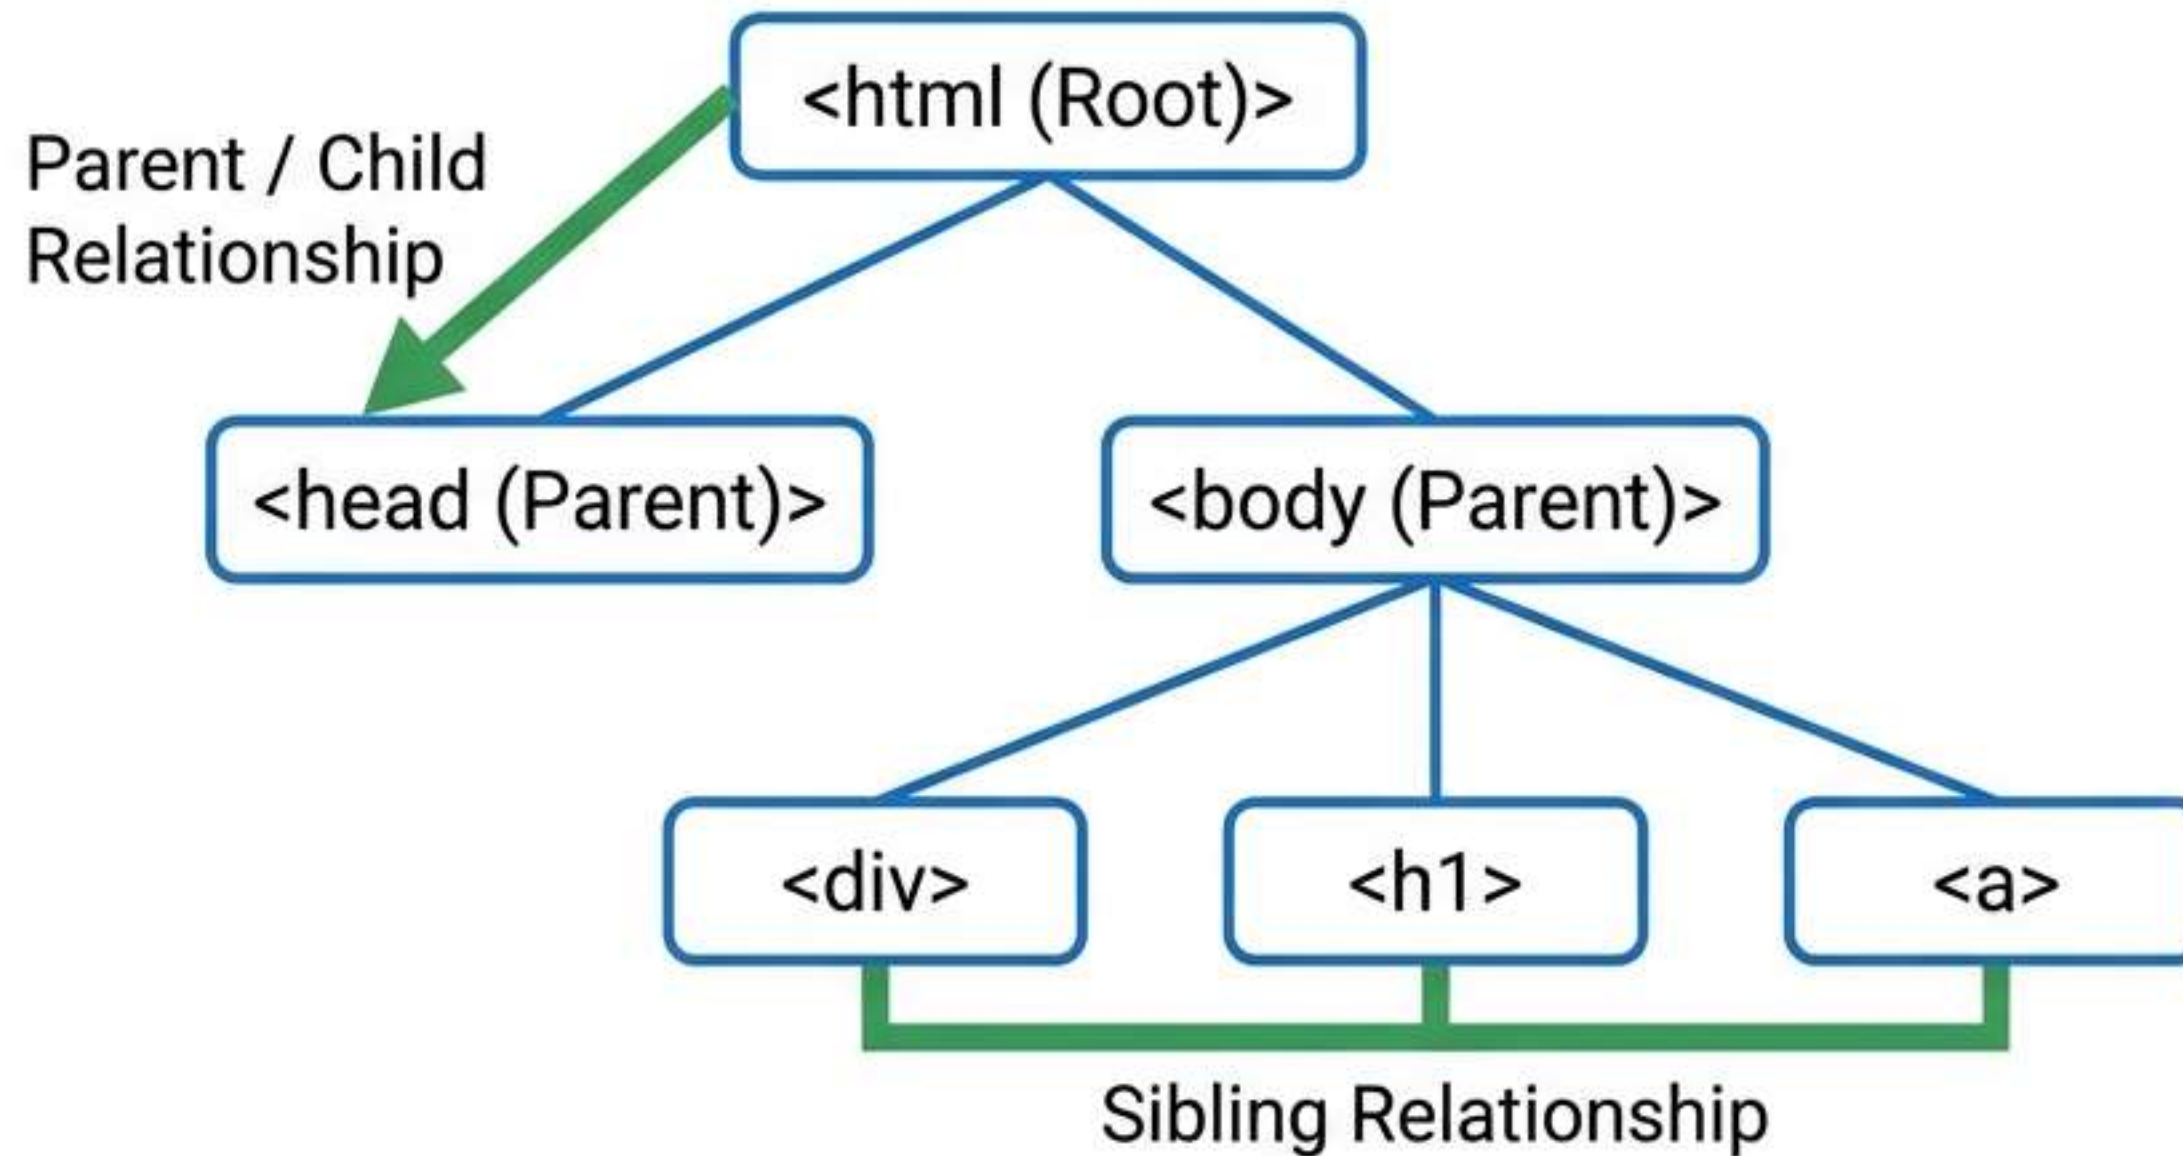 <html (Root)>
Parent / Child
Relationship
<head (Parent)>
<body (Parent)>
<div>
<h1>
<a>
Sibling Relationship